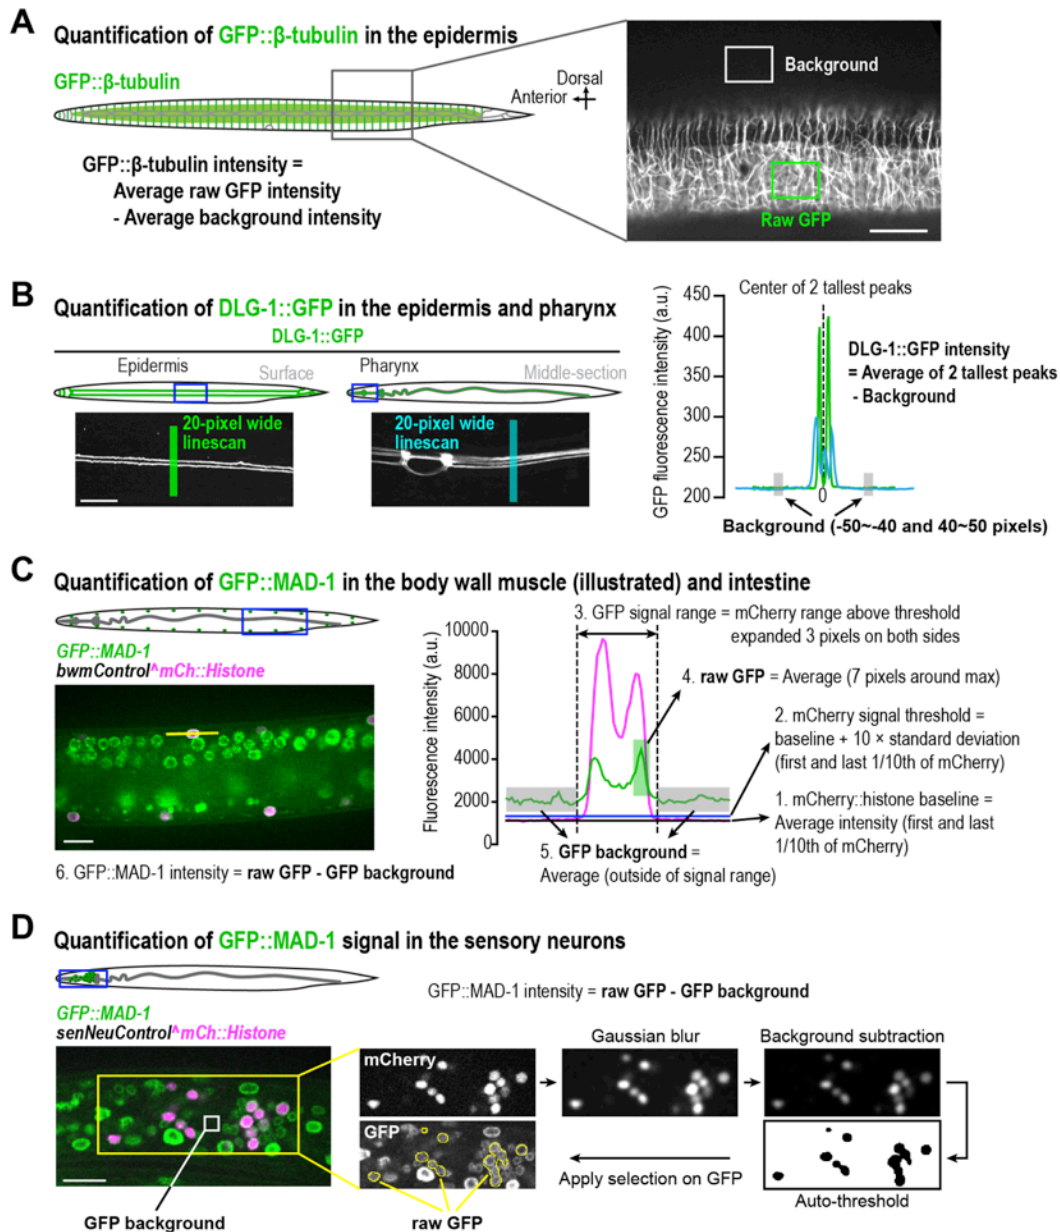 A
Quantification of GFP::β-tubulin in the epidermis
GFP::β-tubulin
Dorsal
Anterior
Background
GFP::β-tubulin intensity =
Average raw GFP intensity
- Average background intensity
Raw GFP
B
Quantification of DLG-1::GFP in the epidermis and pharynx
DLG-1::GFP
Epidermis
Surface
Pharynx
Middle-section
20-pixel wide
linescan
20-pixel wide
linescan
GFP fluorescence intensity (a.u.)
450
400
350
300
250
200
Center of 2 tallest peaks
DLG-1::GFP intensity
= Average of 2 tallest peaks
- Background
0
Background (-50~-40 and 40~50 pixels)
C
Quantification of GFP::MAD-1 in the body wall muscle (illustrated) and intestine
GFP::MAD-1
bwmControl^mCh::Histone
Fluorescence intensity (a.u.)
10000
8000
6000
4000
2000
0
3. GFP signal range = mCherry range above threshold
expanded 3 pixels on both sides
4. raw GFP = Average (7 pixels around max)
2. mCherry signal threshold =
baseline + 10 × standard deviation
(first and last 1/10th of mCherry)
1. mCherry::histone baseline =
Average intensity (first and last
1/10th of mCherry)
5. GFP background =
Average (outside of signal range)
6. GFP::MAD-1 intensity = raw GFP - GFP background
D
Quantification of GFP::MAD-1 signal in the sensory neurons
GFP::MAD-1
senNeuControl^mCh::Histone
GFP::MAD-1 intensity = raw GFP - GFP background
mCherry
Gaussian blur
Background subtraction
GFP
Apply selection on GFP
Auto-threshold
GFP background
raw GFP